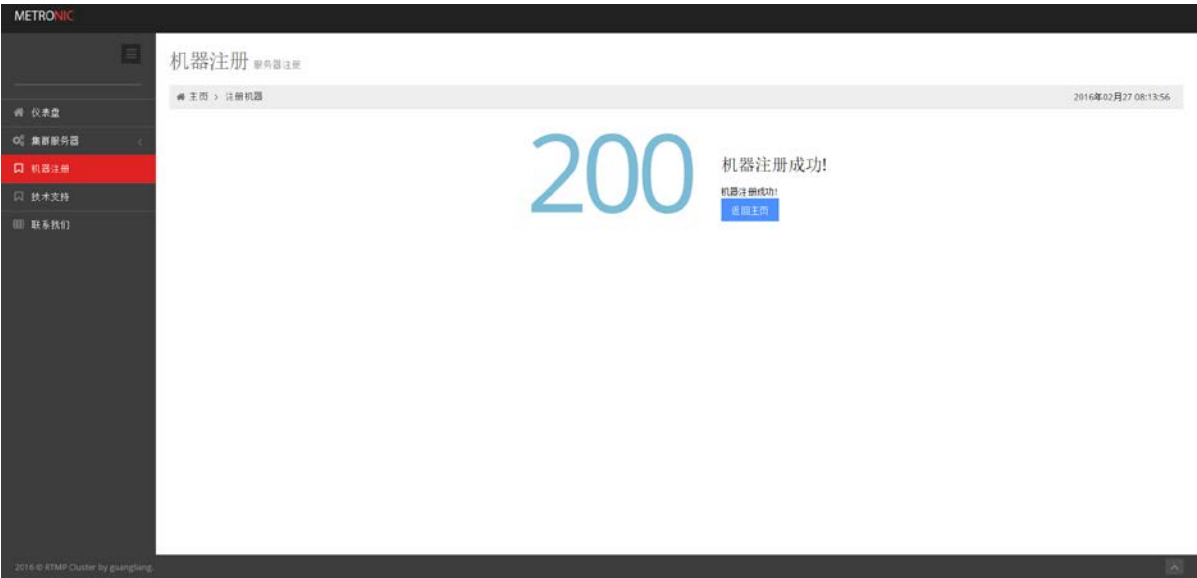 METRONIC
机器注册 服务器注册
主页 > 注册机器
2016年02月27 08:13:56
仪表盘
集群服务器
机器注册
技术支持
联系我们
200
机器注册成功!
机器注册成功!
返回主页
2016 © RTMP Cluster by guangliang.